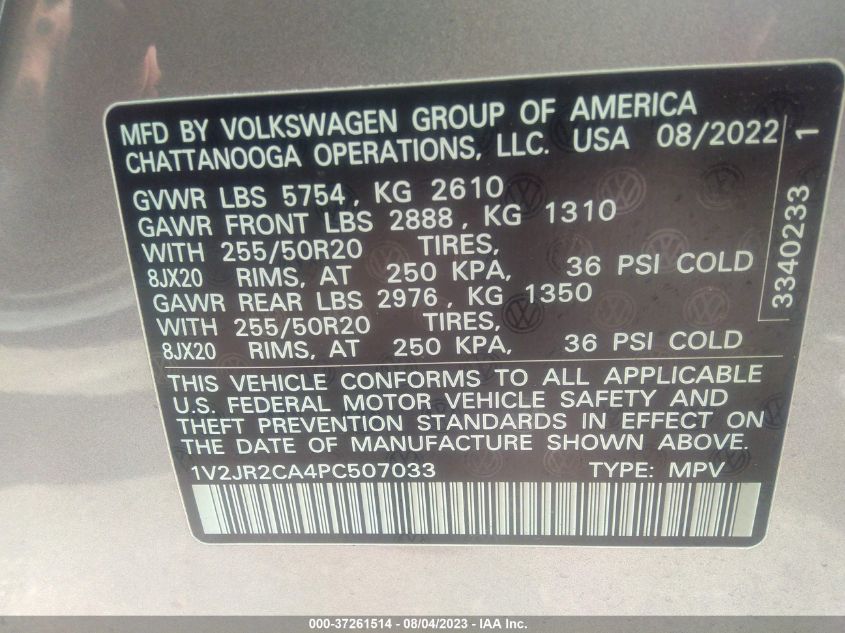 MFD BY VOLKSWAGEN GROUP OF AMERICA
CHATTANOOGA OPERATIONS, LLC. USA 08/2022
GVWR LBS 5754, KG 2610
GAWR FRONT LBS 2888, KG 1310
WITH 255/50R20 TIRES,
8JX20 RIMS, AT 250 KPA, 36 PSI COLD
GAWR REAR LBS 2976, KG 1350
WITH 255/50R20 TIRES,
8JX20 RIMS, AT 250 KPA, 36 PSI COLD
3340233 1
THIS VEHICLE CONFORMS TO ALL APPLICABLE
U.S. FEDERAL MOTOR VEHICLE SAFETY AND
THEFT PREVENTION STANDARDS IN EFFECT ON
THE DATE OF MANUFACTURE SHOWN ABOVE.
1V2JR2CA4PC507033 TYPE: MPV
000-37261514 - 08/04/2023 - IAA Inc.